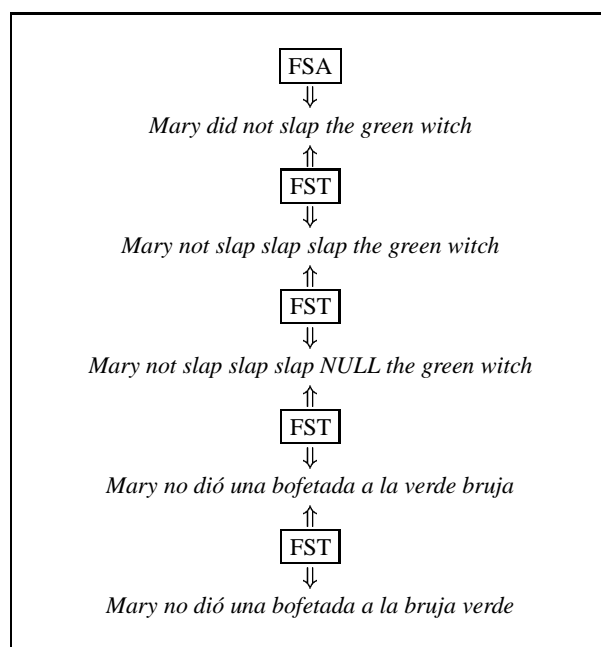 FSA
Mary did not slap the green witch
FST
Mary not slap slap slap the green witch
FST
Mary not slap slap slap NULL the green witch
FST
Mary no dió una bofetada a la verde bruja
FST
Mary no dió una bofetada a la bruja verde